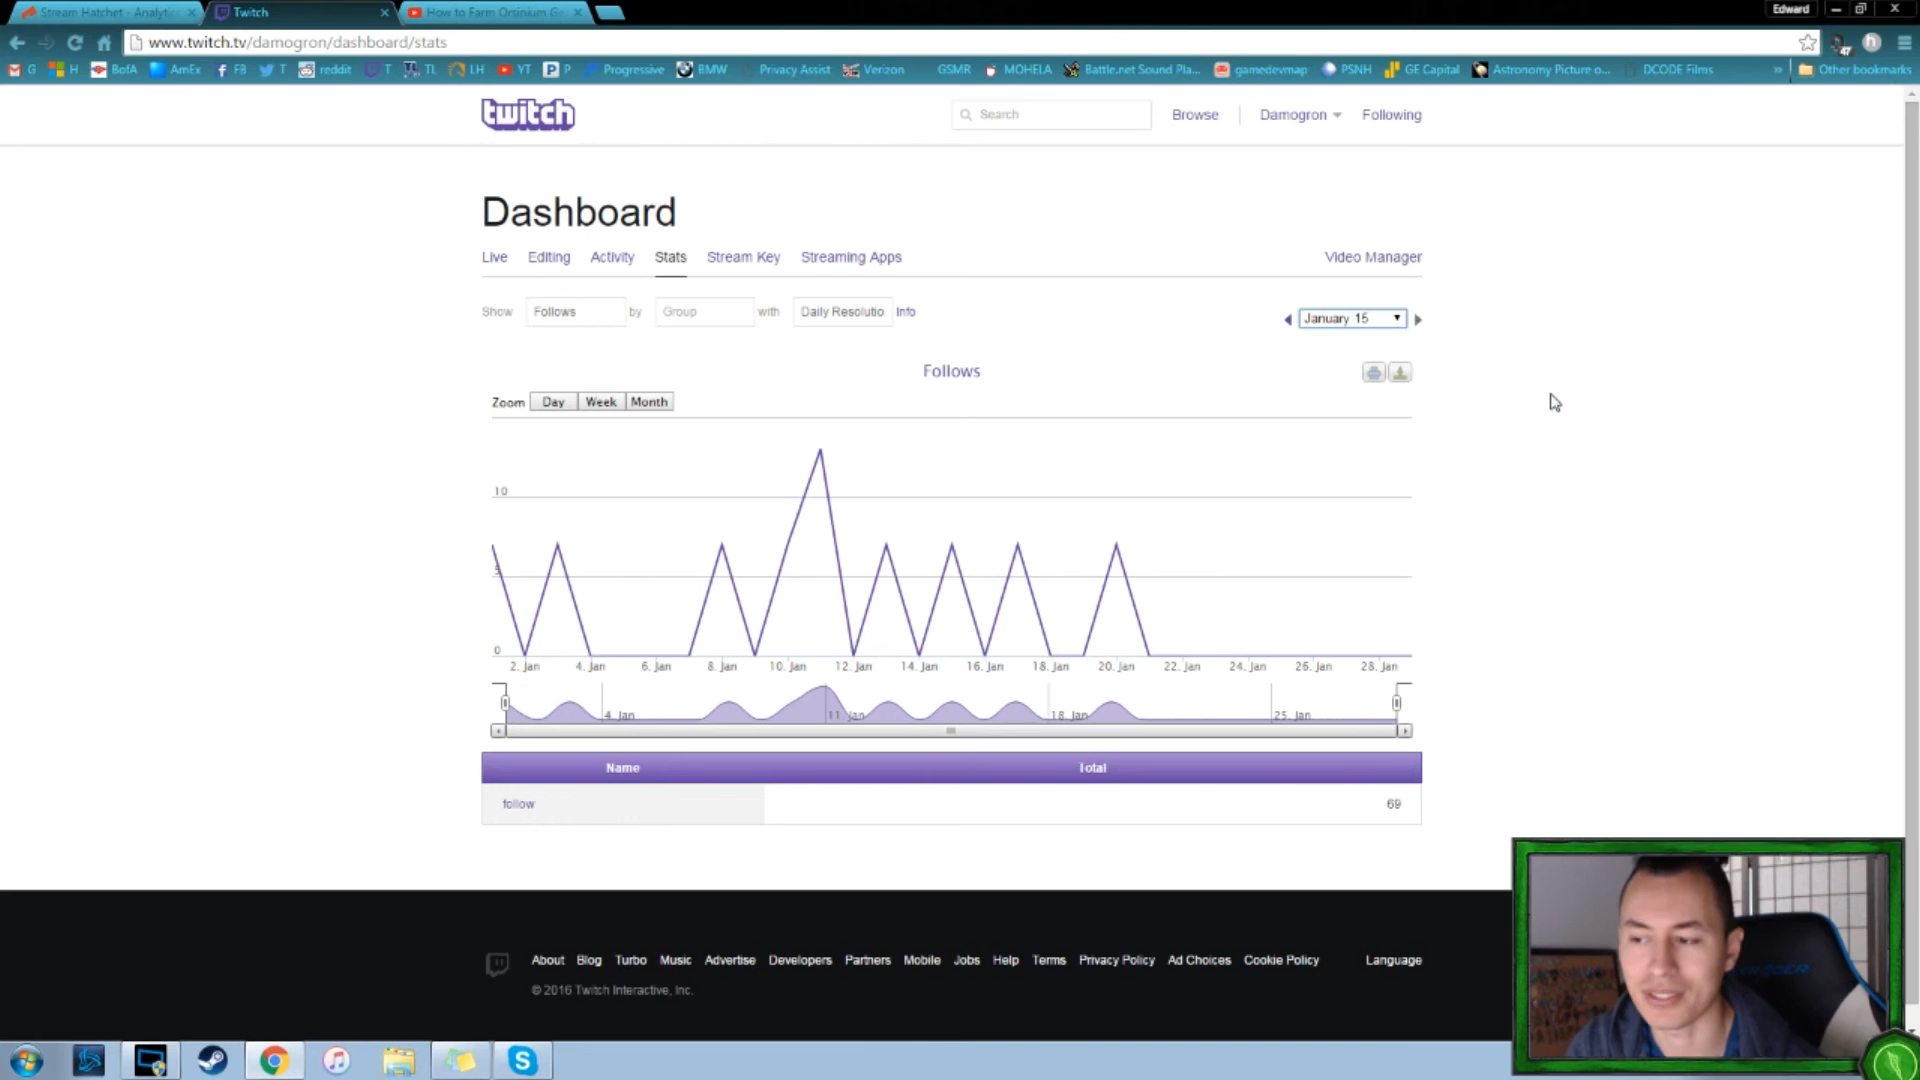 Stream Hatchet - Analytic
Twitch
How to Farm Orsinium G
Edward
www.twitch.tv/damogron/dashboard/stats
G H BofA AmEx FB T reddit T TL LH YT P Progressive BMW Privacy Assist Verizon GSMR MOHELA Battle.net Sound Pla... gamedevmap PSNH GE Capital Astronomy Picture o... DCODE Films » Other bookmarks
twitch Search Browse Damogron Following
Dashboard
Live Editing Activity Stats Stream Key Streaming Apps Video Manager
Show Follows by Group with Daily Resolutio Info January 15
Follows
Zoom Day Week Month
10
5
0
2. Jan 4. Jan 6. Jan 8. Jan 10. Jan 12. Jan 14. Jan 16. Jan 18. Jan 20. Jan 22. Jan 24. Jan 26. Jan 28. Jan
4. Jan 11. Jan 18. Jan 25. Jan
Name Total
follow 69
About Blog Turbo Music Advertise Developers Partners Mobile Jobs Help Terms Privacy Policy Ad Choices Cookie Policy Language
© 2016 Twitch Interactive, Inc.